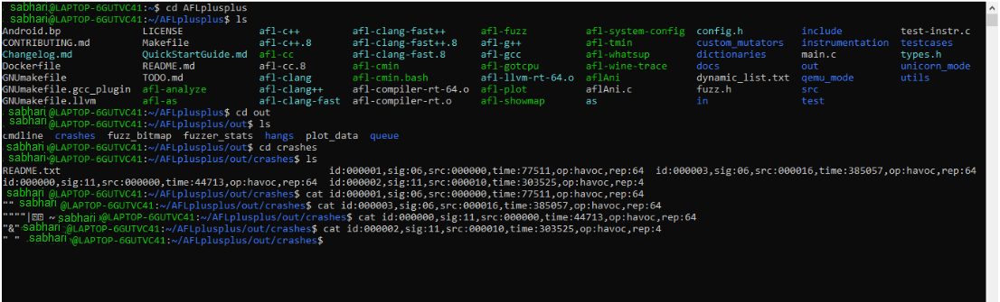 sabhari@LAPTOP-6GUTVC41:~$ cd AFLplusplus
sabhari@LAPTOP-6GUTVC41:~/AFLplusplus$ ls
Android.bp LICENSE afl-c++ afl-clang-fast++ afl-fuzz afl-system-config config.h include test-instr.c
CONTRIBUTING.md Makefile afl-c++.8 afl-clang-fast++.8 afl-g++ afl-tmin custom_mutators instrumentation testcases
Changelog.md QuickStartGuide.md afl-cc afl-clang-fast.8 afl-gcc afl-whatsup dictionaries main.c types.h
Dockerfile README.md afl-cc.8 afl-cmin afl-gotcpu afl-wine-trace docs out unicorn_mode
GNUmakefile TODO.md afl-clang afl-cmin.bash afl-llvm-rt-64.o aflAni dynamic_list.txt qemu_mode utils
GNUmakefile.gcc_plugin afl-analyze afl-clang++ afl-compiler-rt-64.o afl-plot aflAni.c fuzz.h src
GNUmakefile.llvm afl-as afl-clang-fast afl-compiler-rt.o afl-showmap as in test
sabhari@LAPTOP-6GUTVC41:~/AFLplusplus$ cd out
sabhari@LAPTOP-6GUTVC41:~/AFLplusplus/out$ ls
cmdline crashes fuzz_bitmap fuzzer_stats hangs plot_data queue
sabhari@LAPTOP-6GUTVC41:~/AFLplusplus/out$ cd crashes
sabhari@LAPTOP-6GUTVC41:~/AFLplusplus/out/crashes$ ls
README.txt id:000001,sig:06,src:000000,time:77511,op:havoc,rep:64 id:000003,sig:06,src:000016,time:385057,op:havoc,rep:64
id:000000,sig:11,src:000000,time:44713,op:havoc,rep:64 id:000002,sig:11,src:000010,time:303525,op:havoc,rep:4
sabhari@LAPTOP-6GUTVC41:~/AFLplusplus/out/crashes$ cat id:000001,sig:06,src:000000,time:77511,op:havoc,rep:64
"" sabhari@LAPTOP-6GUTVC41:~/AFLplusplus/out/crashes$ cat id:000003,sig:06,src:000016,time:385057,op:havoc,rep:64
""""| ~ sabhari@LAPTOP-6GUTVC41:~/AFLplusplus/out/crashes$ cat id:000000,sig:11,src:000000,time:44713,op:havoc,rep:64
"&" sabhari@LAPTOP-6GUTVC41:~/AFLplusplus/out/crashes$ cat id:000002,sig:11,src:000010,time:303525,op:havoc,rep:4
" " sabhari@LAPTOP-6GUTVC41:~/AFLplusplus/out/crashes$